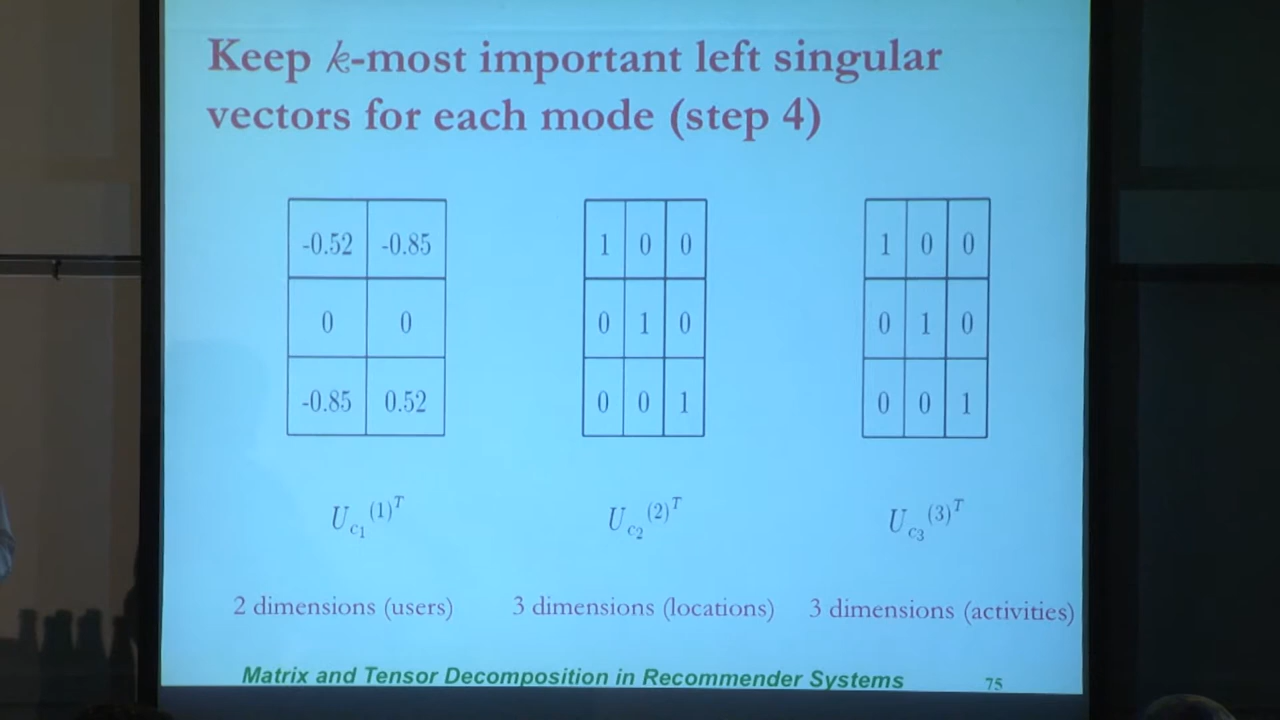 Keep k-most important left singular
vectors for each mode (step 4)
-0.52 -0.85
0 0
-0.85 0.52
1 0 0
0 1 0
0 0 1
1 0 0
0 1 0
0 0 1
U_{c_1}^{(1)^T}
U_{c_2}^{(2)^T}
U_{c_3}^{(3)^T}
2 dimensions (users)
3 dimensions (locations)
3 dimensions (activities)
Matrix and Tensor Decomposition in Recommender Systems
75